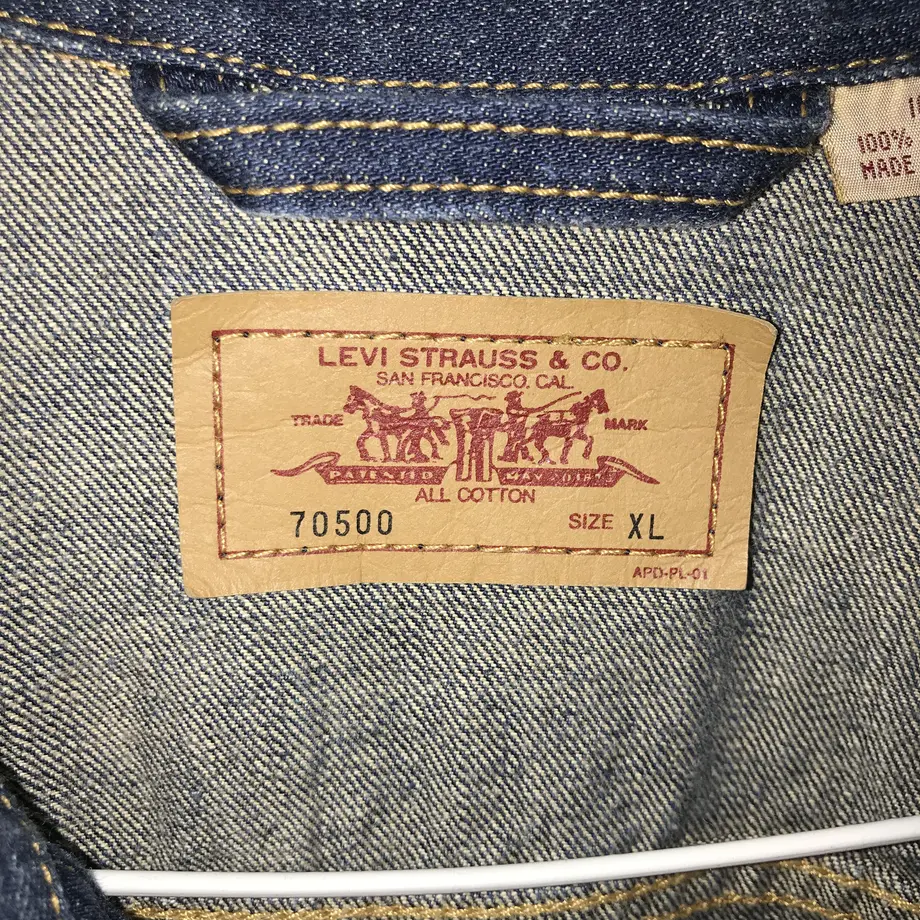 100%
MADE
LEVI STRAUSS & CO.
SAN FRANCISCO, CAL.
TRADE MARK
ALL COTTON
70500 SIZE XL
APD-PL-01